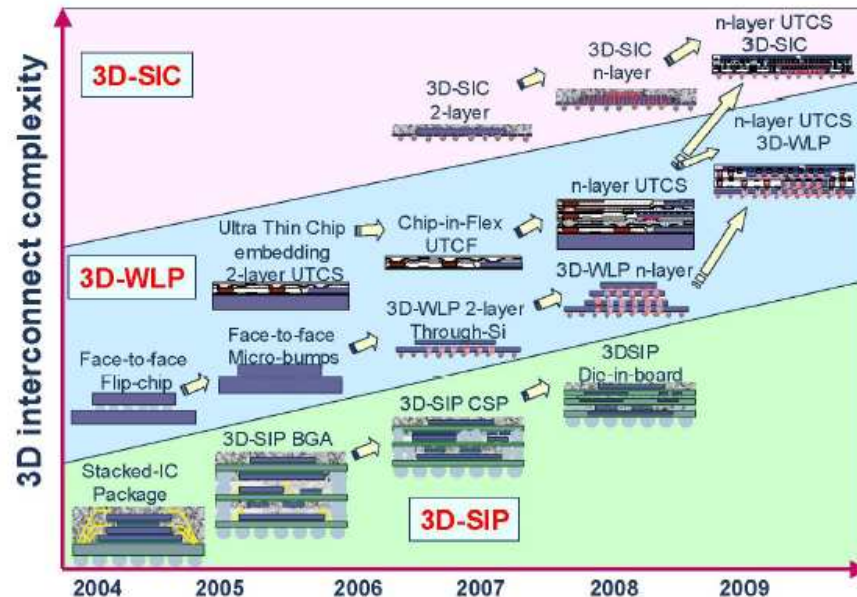 3D interconnect complexity
3D-SIC
3D-SIC
2-layer
3D-SIC
n-layer
n-layer UTCS
3D-SIC
n-layer UTCS
3D-WLP
3D-WLP
Ultra Thin Chip
embedding
2-layer UTCS
Chip-in-Flex
UTCF
n-layer UTCS
Face-to-face
Flip-chip
Face-to-face
Micro-bumps
3D-WLP 2-layer
Through-Si
3D-WLP n-layer
Stacked-IC
Package
3D-SIP BGA
3D-SIP CSP
3DSIP
Dic-in-board
3D-SIP
2004 2005 2006 2007 2008 2009